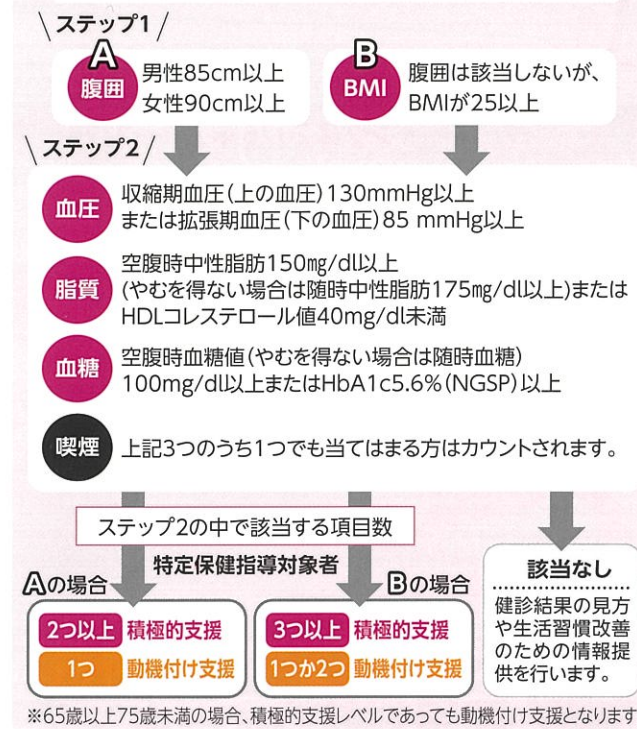 ステップ1
A
腹囲
男性85cm以上
女性90cm以上
B
BMI
腹囲は該当しないが、
BMIが25以上
ステップ2
血圧
収縮期血圧(上の血圧)130mmHg以上
または拡張期血圧(下の血圧)85 mmHg以上
脂質
空腹時中性脂肪150㎎/dl以上
(やむを得ない場合は随時中性脂肪175㎎/dl以上)または
HDLコレステロール値40mg/dl未満
血糖
空腹時血糖値(やむを得ない場合は随時血糖)
100mg/dl以上またはHbA1c5.6%(NGSP)以上
喫煙
上記3つのうち1つでも当てはまる方はカウントされます。
ステップ2の中で該当する項目数
特定保健指導対象者
Aの場合
2つ以上 積極的支援
1つ 動機付け支援
Bの場合
3つ以上 積極的支援
1つか2つ 動機付け支援
該当なし
健診結果の見方
や生活習慣改善
のための情報提
供を行います。
※65歳以上75歳未満の場合、積極的支援レベルであっても動機付け支援となります